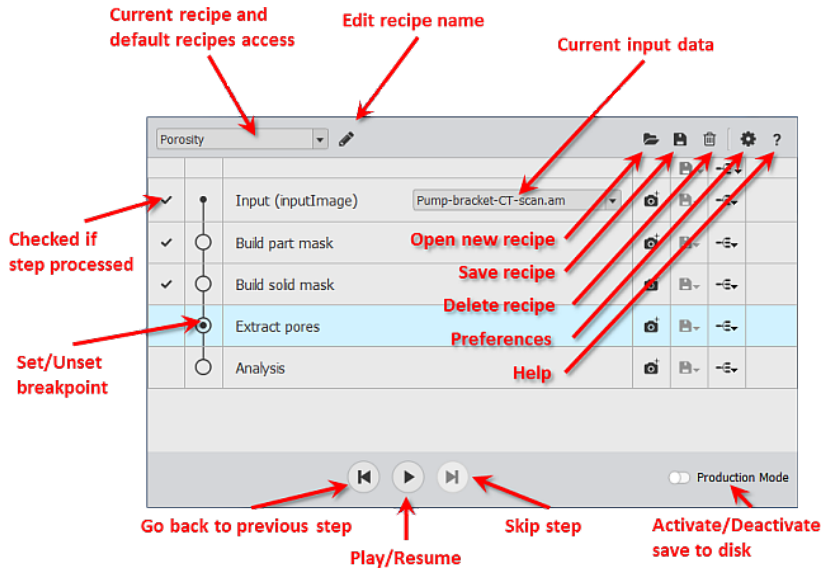 Current recipe and
default recipes access
Edit recipe name
Current input data
Porosity
?
Input (inputImage)
Pump-bracket-CT-scan.am
Checked if
step processed
Build part mask
Open new recipe
Save recipe
Build solid mask
Delete recipe
Extract pores
Preferences
Set/Unset
breakpoint
Analysis
Help
Production Mode
Go back to previous step
Play/Resume
Skip step
Activate/Deactivate
save to disk